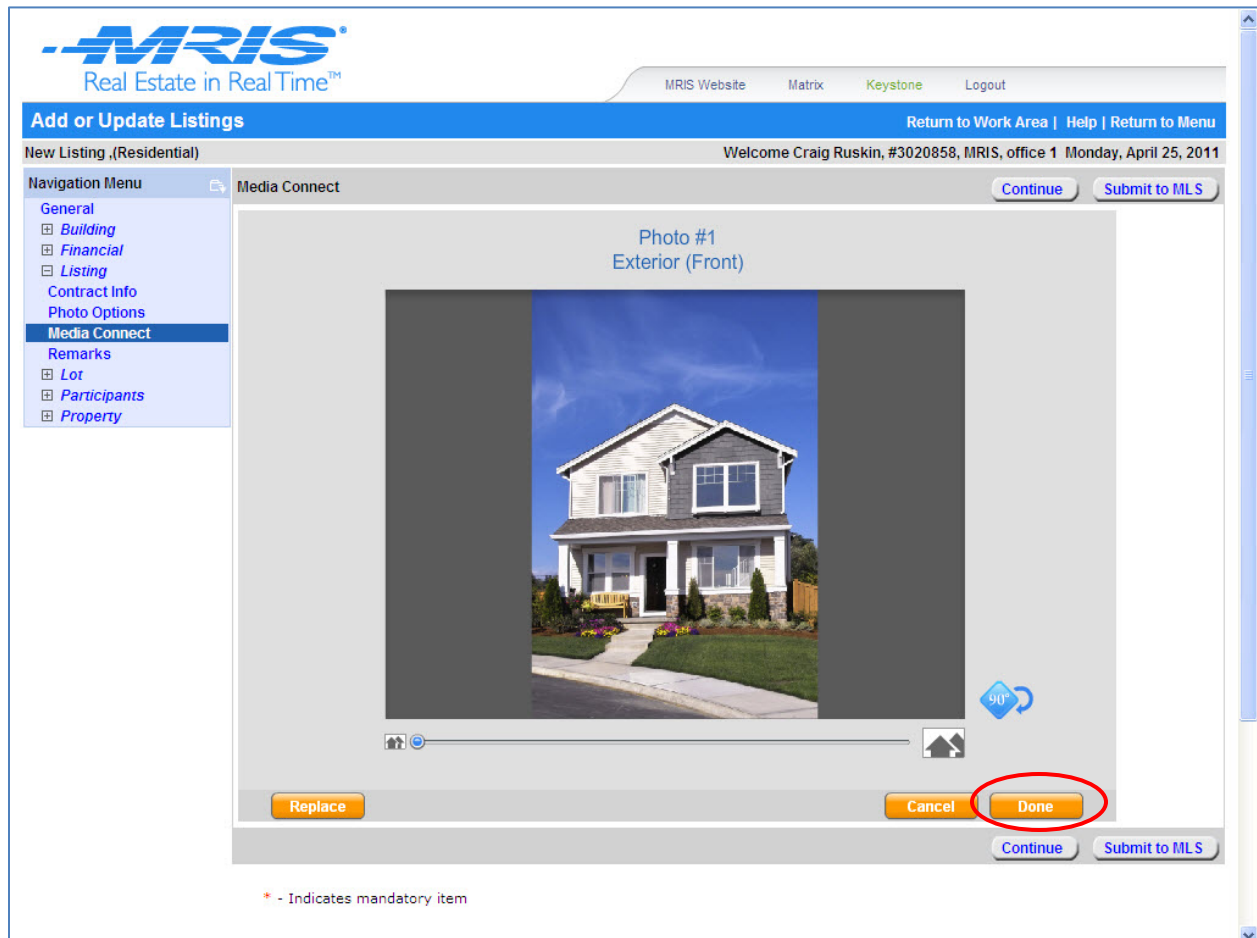 MRIS®
Real Estate in Real Time™
MRIS Website Matrix Keystone Logout
Add or Update Listings Return to Work Area | Help | Return to Menu
New Listing ,(Residential) Welcome Craig Ruskin, #3020858, MRIS, office 1 Monday, April 25, 2011
Navigation Menu
General
Building
Financial
Listing
Contract Info
Photo Options
Media Connect
Remarks
Lot
Participants
Property
Media Connect Continue Submit to MLS
Photo #1
Exterior (Front)
90°
Replace Cancel Done
Continue Submit to MLS
* - Indicates mandatory item